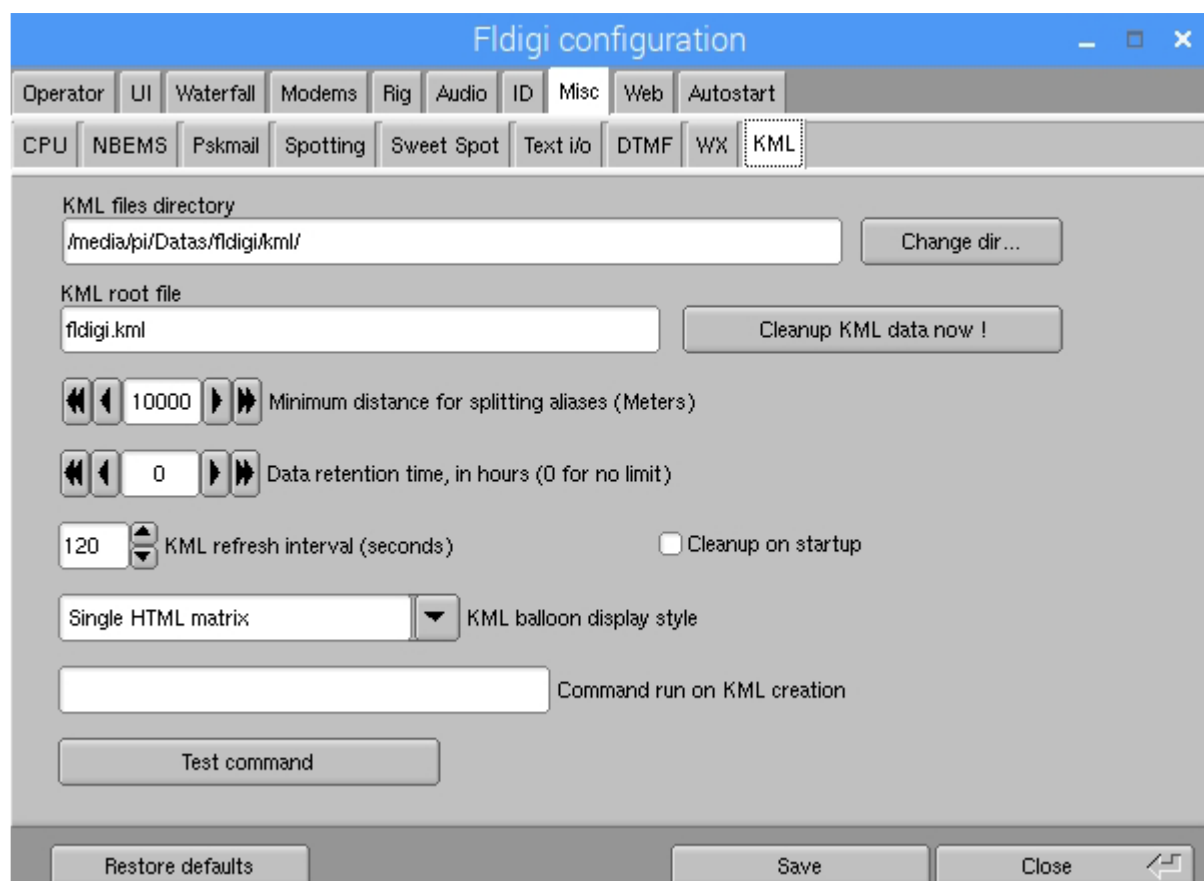 Fldigi configuration
Operator UI Waterfall Modems Rig Audio ID Misc Web Autostart
CPU NBEMS Pskmail Spotting Sweet Spot Text i/o DTMF WX KML
KML files directory
/media/pi/Datas/fldigi/kml/ Change dir...
KML root file
fldigi.kml Cleanup KML data now !
10000 Minimum distance for splitting aliases (Meters)
0 Data retention time, in hours (0 for no limit)
120 KML refresh interval (seconds) Cleanup on startup
Single HTML matrix KML balloon display style
Command run on KML creation
Test command
Restore defaults Save Close